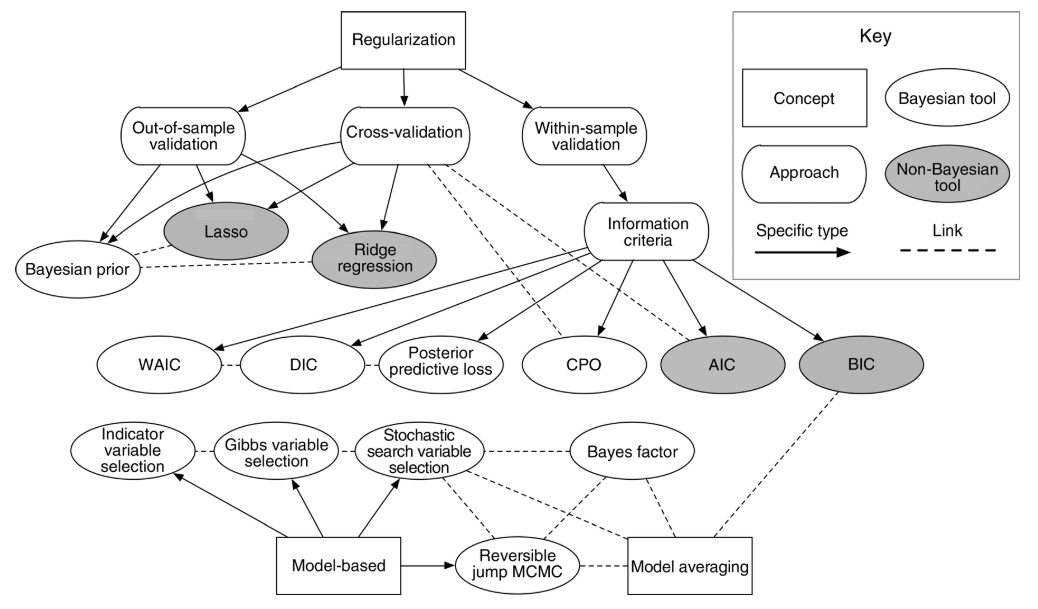 Regularization
Key
Concept
Bayesian tool
Out-of-sample
validation
Cross-validation
Within-sample
validation
Approach
Non-Bayesian
tool
Specific type
Link
Lasso
Information
criteria
Bayesian prior
Ridge
regression
WAIC
DIC
Posterior
predictive loss
CPO
AIC
BIC
Indicator
variable
selection
Gibbs variable
selection
Stochastic
search variable
selection
Bayes factor
Model-based
Reversible
jump MCMC
Model averaging